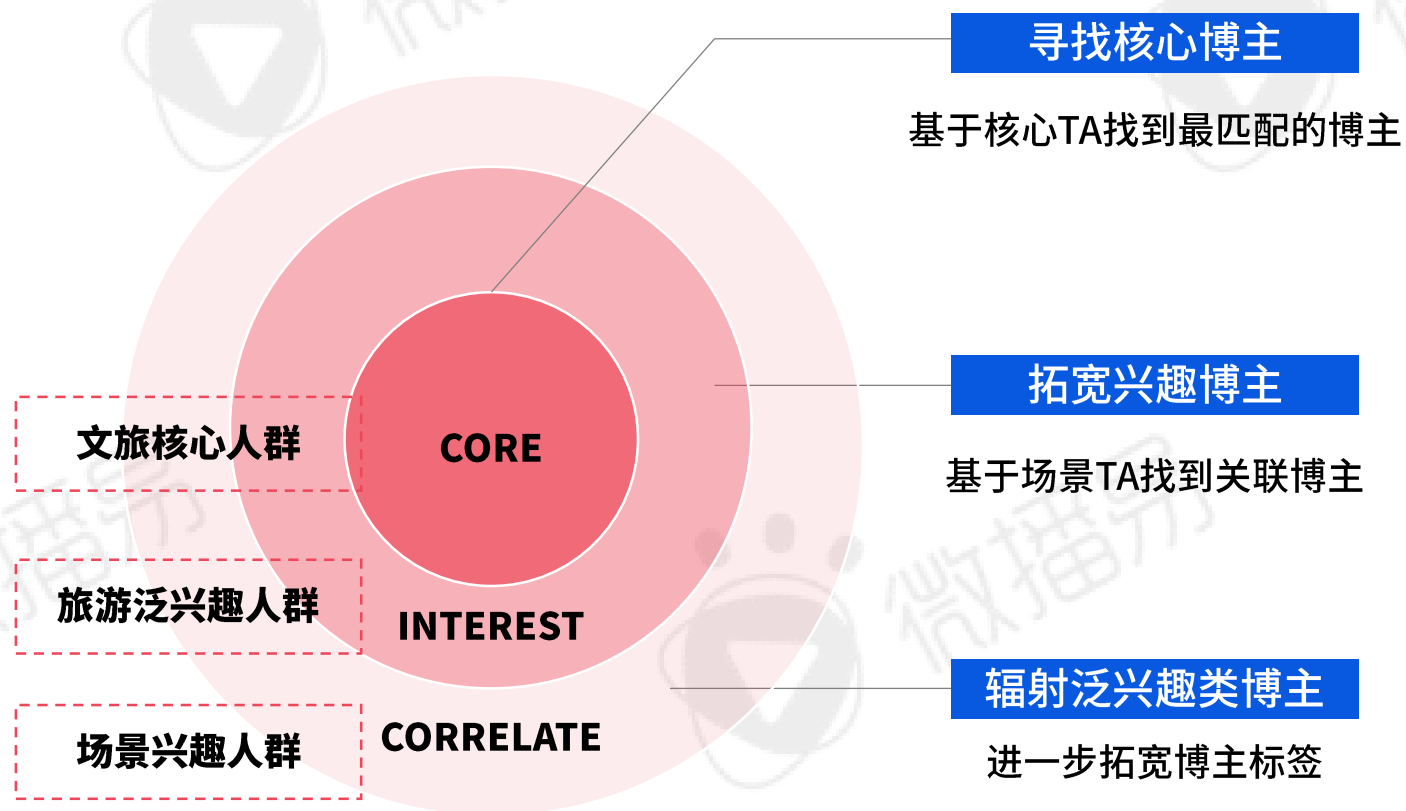 寻找核心博主
基于核心TA找到最匹配的博主
拓宽兴趣博主
基于场景TA找到关联博主
文旅核心人群
CORE
旅游泛兴趣人群
INTEREST
辐射泛兴趣类博主
进一步拓宽博主标签
场景兴趣人群
CORRELATE
微播易